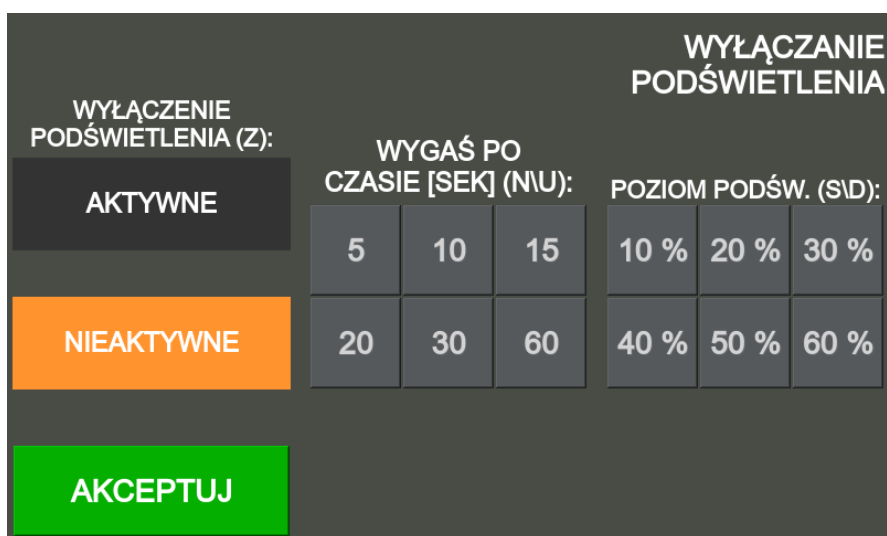 WYŁĄCZANIE
PODŚWIETLENIA
WYŁĄCZENIE
PODŚWIETLENIA (Z):
AKTYWNE
NIEAKTYWNE
AKCEPTUJ
WYGAŚ PO
CZASIE [SEK] (N\U):
5 10 15
20 30 60
POZIOM PODŚW. (S\D):
10 % 20 % 30 %
40 % 50 % 60 %